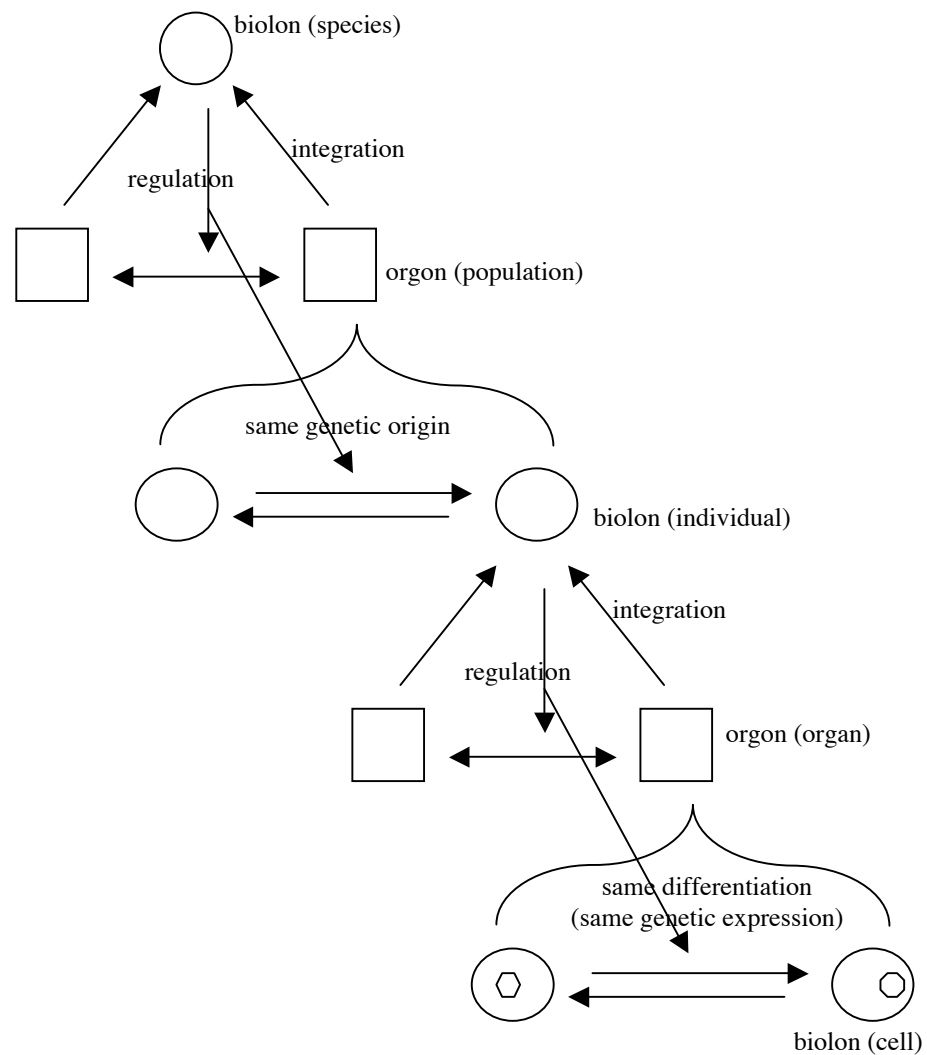 biolon (species)
integration
regulation
orgon (population)
same genetic origin
biolon (individual)
integration
regulation
orgon (organ)
same differentiation
(same genetic expression)
biolon (cell)